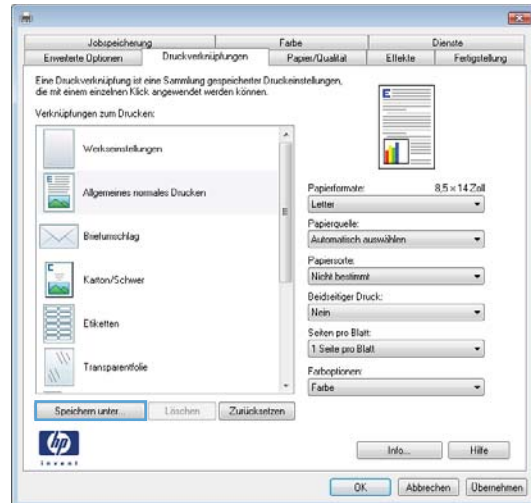 Jobspeicherung Farbe Dienste
Erweiterte Optionen Druckverknüpfungen Papier/Qualität Effekte Fertigstellung
Eine Druckverknüpfung ist eine Sammlung gespeicherter Druckeinstellungen,
die mit einem einzelnen Klick angewendet werden können.
Verknüpfungen zum Drucken:
Werkseinstellungen
Allgemeines normales Drucken
Briefumschlag
Karton/Schwer
Etiketten
Transparentfolie
E
Papierformate: 8,5 × 14 Zoll
Letter
Papierquelle:
Automatisch auswählen
Papiersorte:
Nicht bestimmt
Beidseitiger Druck:
Nein
Seiten pro Blatt:
1 Seite pro Blatt
Farboptionen:
Farbe
Speichern unter... Löschen Zurücksetzen
hp
invent
Info... Hilfe
OK Abbrechen Übernehmen